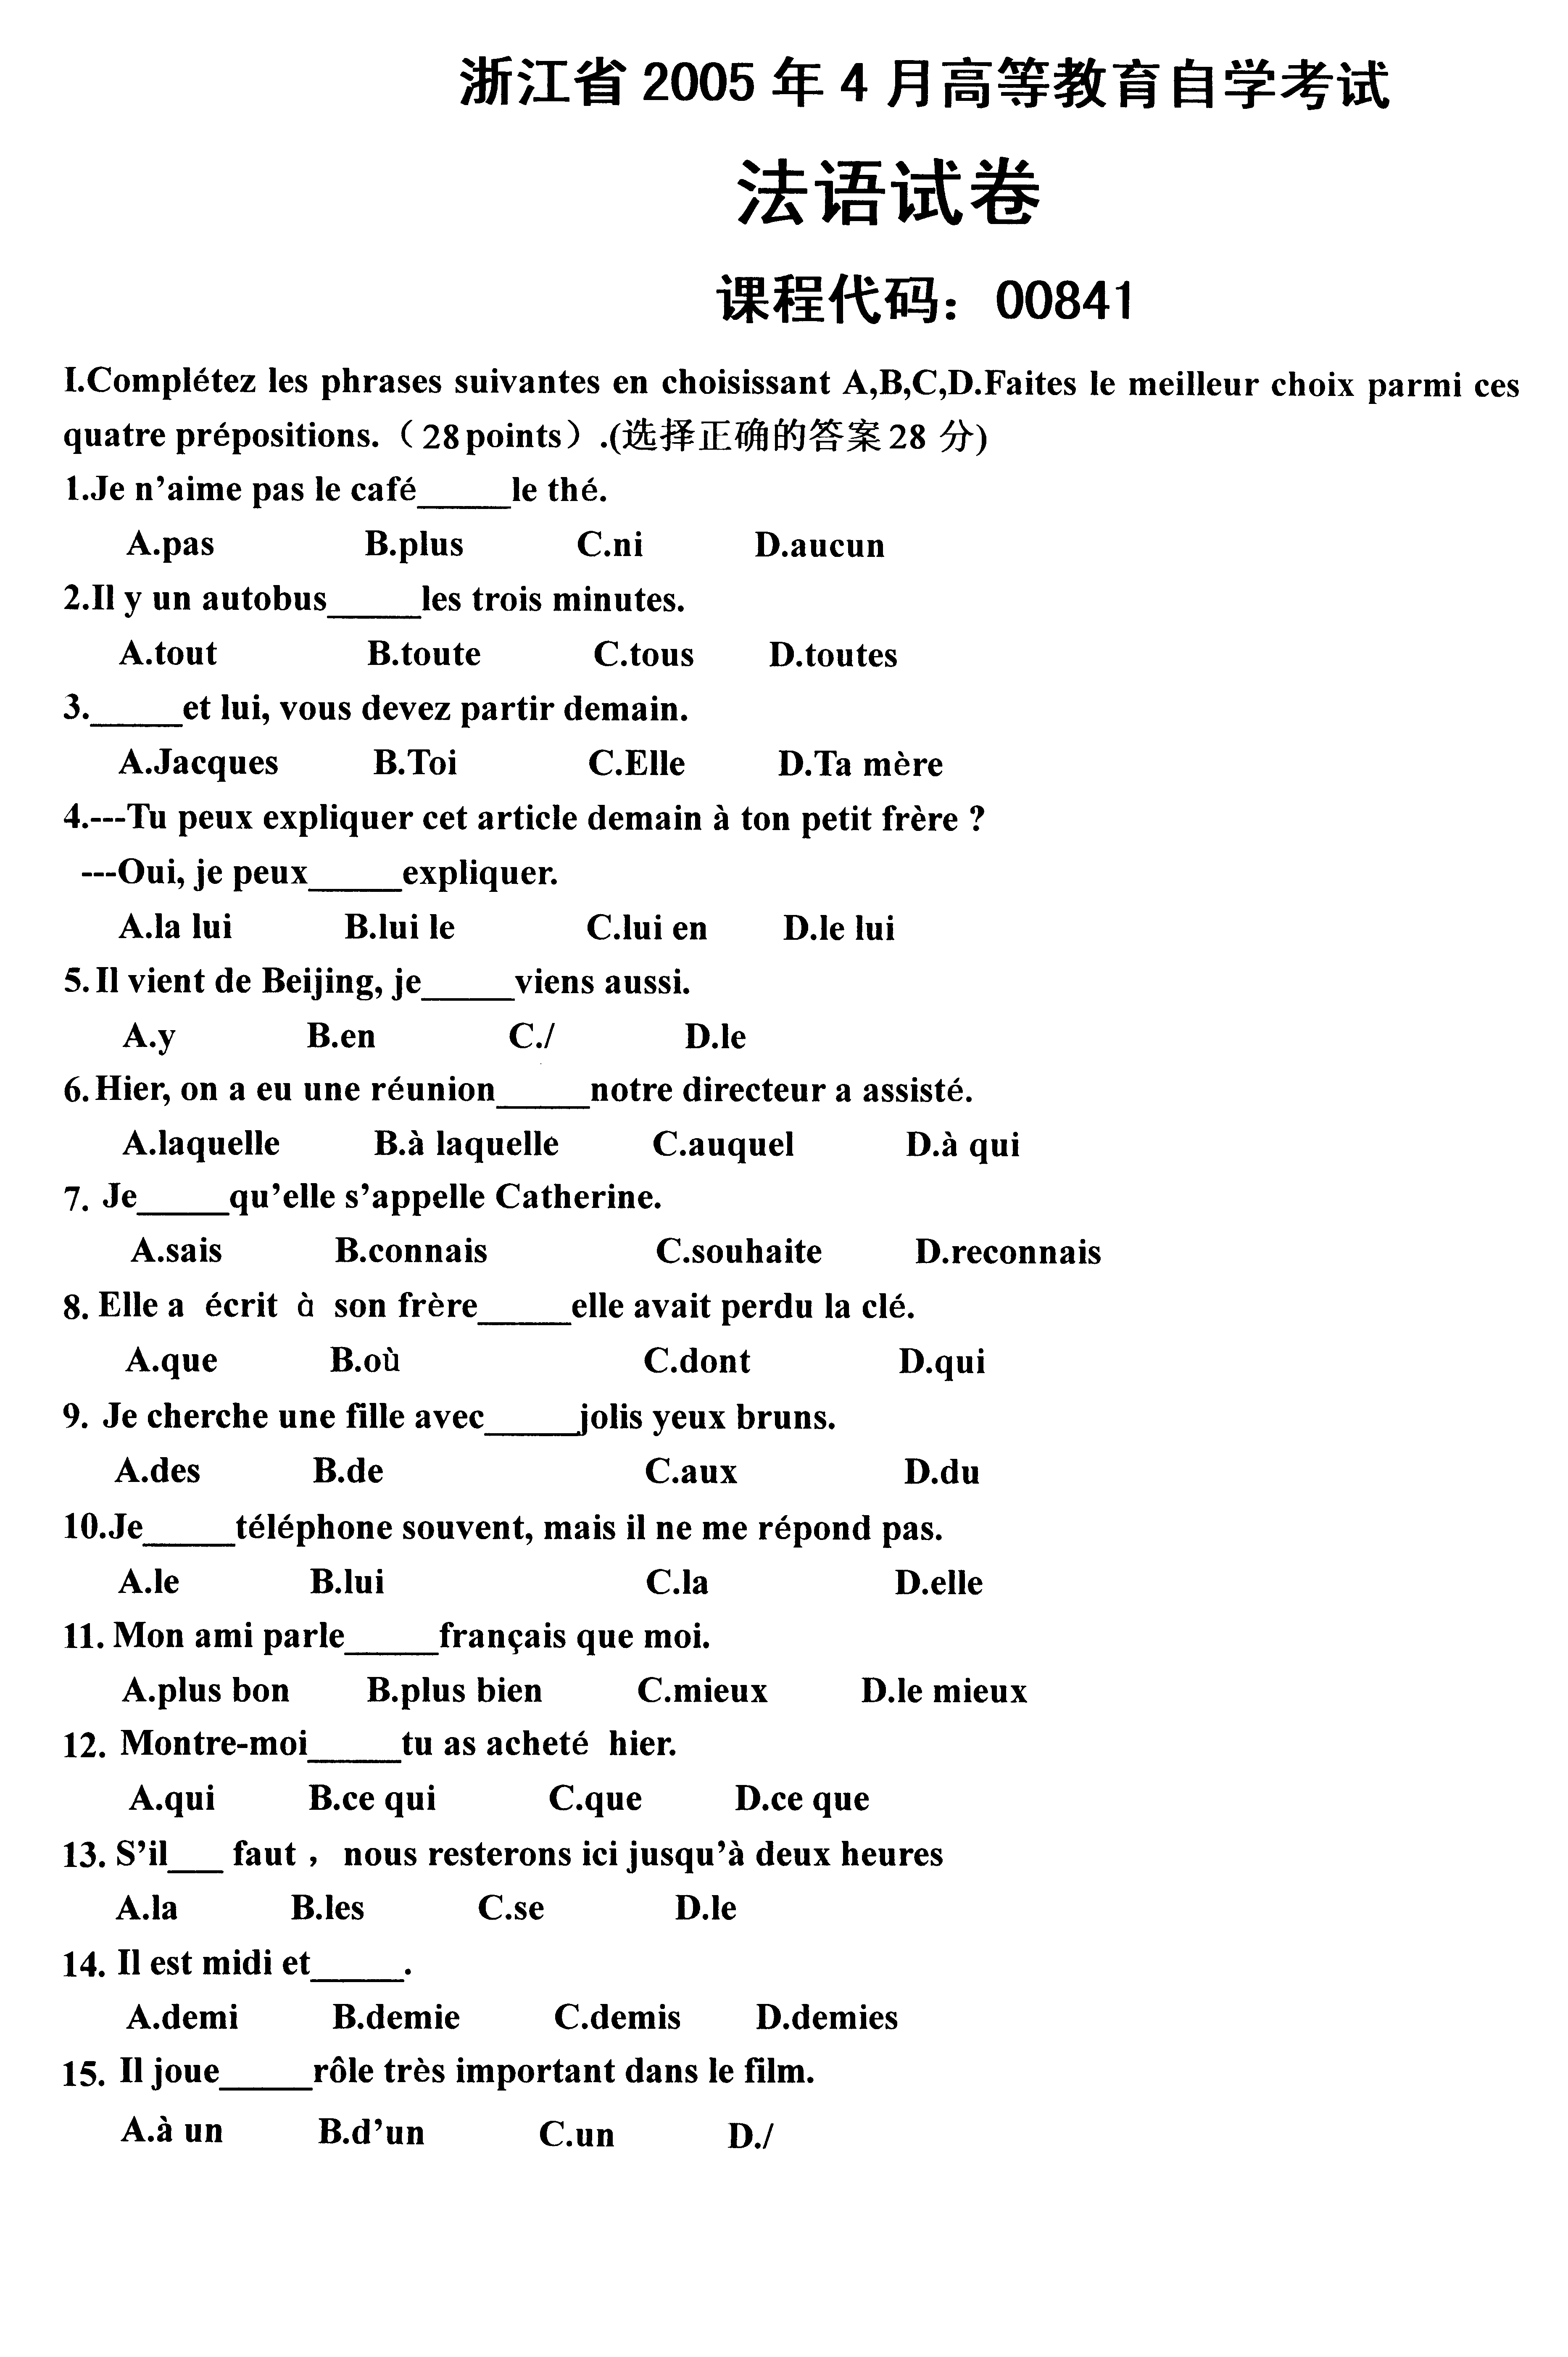 浙江省 2005 年 4 月高等教育自学考试
法语试卷
课程代码：00841
I.Complétez les phrases suivantes en choisissant A,B,C,D.Faites le meilleur choix parmi ces
quatre prépositions.（28points）.(选择正确的答案28 分)
1.Je n’aime pas le café_____le thé.
A.pas B.plus C.ni D.aucun
2.Il y un autobus_____les trois minutes.
A.tout B.toute C.tous D.toutes
3._____et lui, vous devez partir demain.
A.Jacques B.Toi C.Elle D.Ta mère
4.---Tu peux expliquer cet article demain à ton petit frère ?
---Oui, je peux_____expliquer.
A.la lui B.lui le C.lui en D.le lui
5.Il vient de Beijing, je_____viens aussi.
A.y B.en C./ D.le
6.Hier, on a eu une réunion_____notre directeur a assisté.
A.laquelle B.à laquelle C.auquel D.à qui
7. Je_____qu’elle s’appelle Catherine.
A.sais B.connais C.souhaite D.reconnais
8. Elle a écrit à son frère_____elle avait perdu la clé.
A.que B.où C.dont D.qui
9. Je cherche une fille avec_____jolis yeux bruns.
A.des B.de C.aux D.du
10.Je_____téléphone souvent, mais il ne me répond pas.
A.le B.lui C.la D.elle
11. Mon ami parle_____français que moi.
A.plus bon B.plus bien C.mieux D.le mieux
12. Montre-moi_____tu as acheté hier.
A.qui B.ce qui C.que D.ce que
13. S’il___ faut， nous resterons ici jusqu’à deux heures
A.la B.les C.se D.le
14. Il est midi et_____.
A.demi B.demie C.demis D.demies
15. Il joue_____rôle très important dans le film.
A.à un B.d’un C.un D./